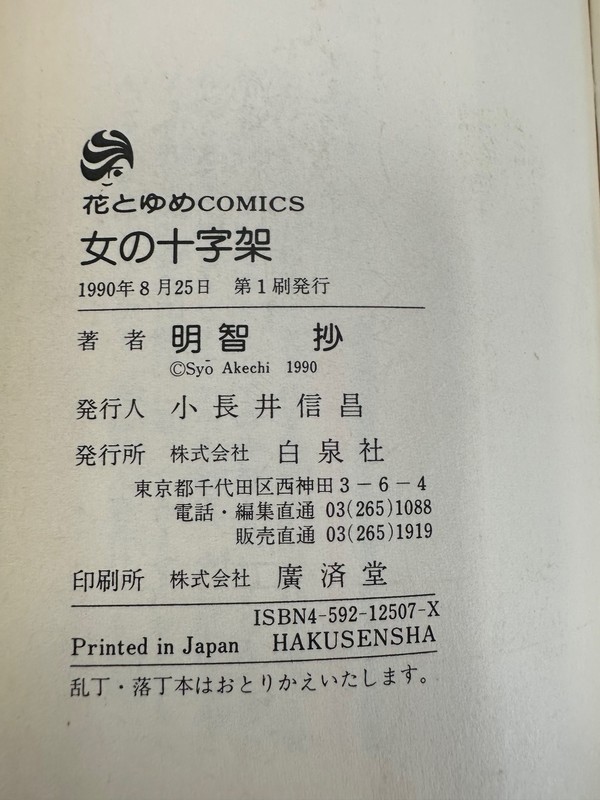 花とゆめCOMICS
女の十字架
1990年8月25日 第1刷発行
著者 明智 抄
©Syō Akechi 1990
発行人 小長井信昌
発行所 株式会社 白泉社
東京都千代田区西神田3-6-4
電話・編集直通 03(265)1088
販売直通 03(265)1919
印刷所 株式会社 廣済堂
ISBN4-592-12507-X
Printed in Japan HAKUSENSHA
乱丁・落丁本はおとりかえいたします。